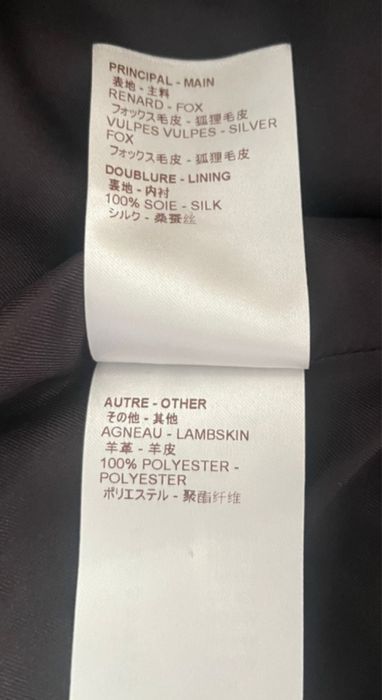 PRINCIPAL - MAIN
表地 - 主料
RENARD - FOX
フォックス毛皮 - 狐狸毛皮
VULPES VULPES - SILVER
FOX
フォックス毛皮 - 狐狸毛皮
DOUBLURE - LINING
裏地 - 内衬
100% SOIE - SILK
シルク - 桑蚕丝
AUTRE - OTHER
その他 - 其他
AGNEAU - LAMBSKIN
羊革 - 羊皮
100% POLYESTER -
POLYESTER
ポリエステル - 聚酯纤维